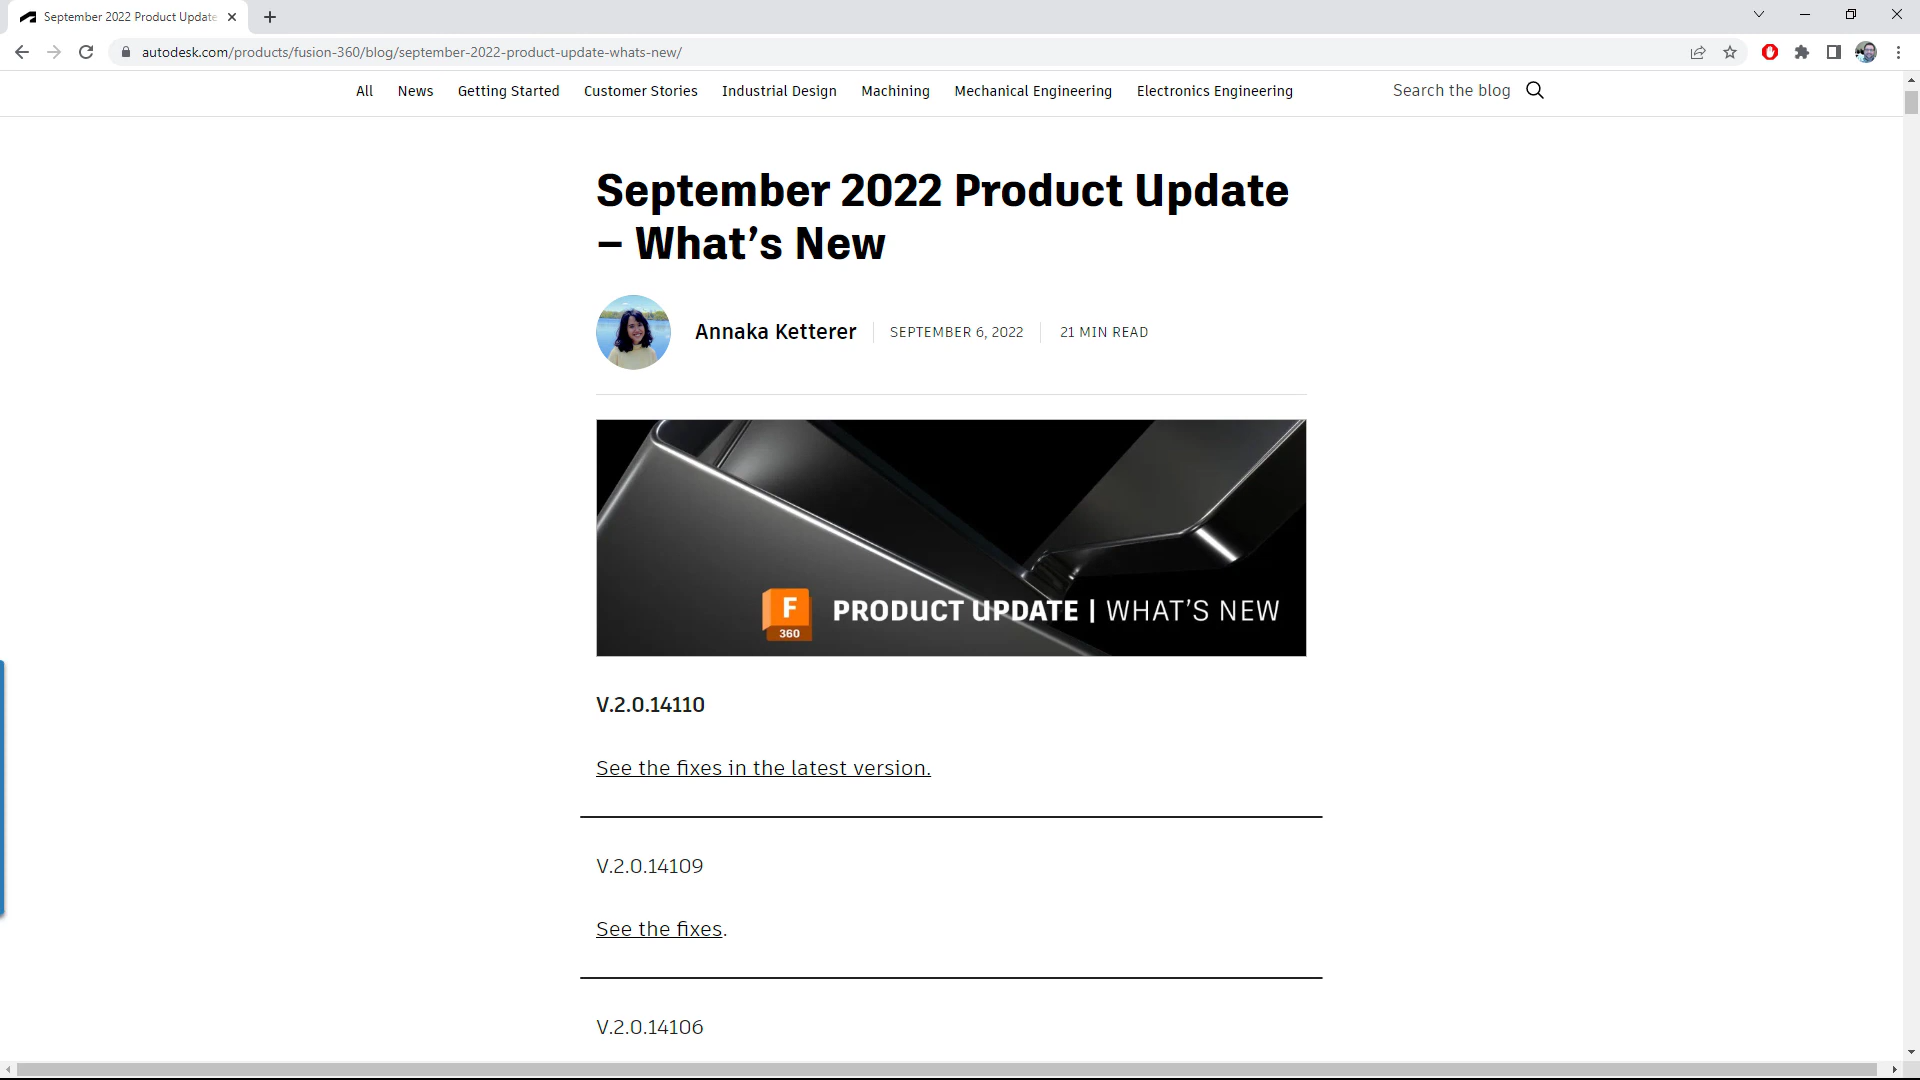 September 2022 Product Update
autodesk.com/products/fusion-360/blog/september-2022-product-update-whats-new/
All News Getting Started Customer Stories Industrial Design Machining Mechanical Engineering Electronics Engineering Search the blog
September 2022 Product Update
– What’s New
Annaka Ketterer SEPTEMBER 6, 2022 21 MIN READ
F
360
PRODUCT UPDATE | WHAT’S NEW
V.2.0.14110
See the fixes in the latest version.
V.2.0.14109
See the fixes.
V.2.0.14106